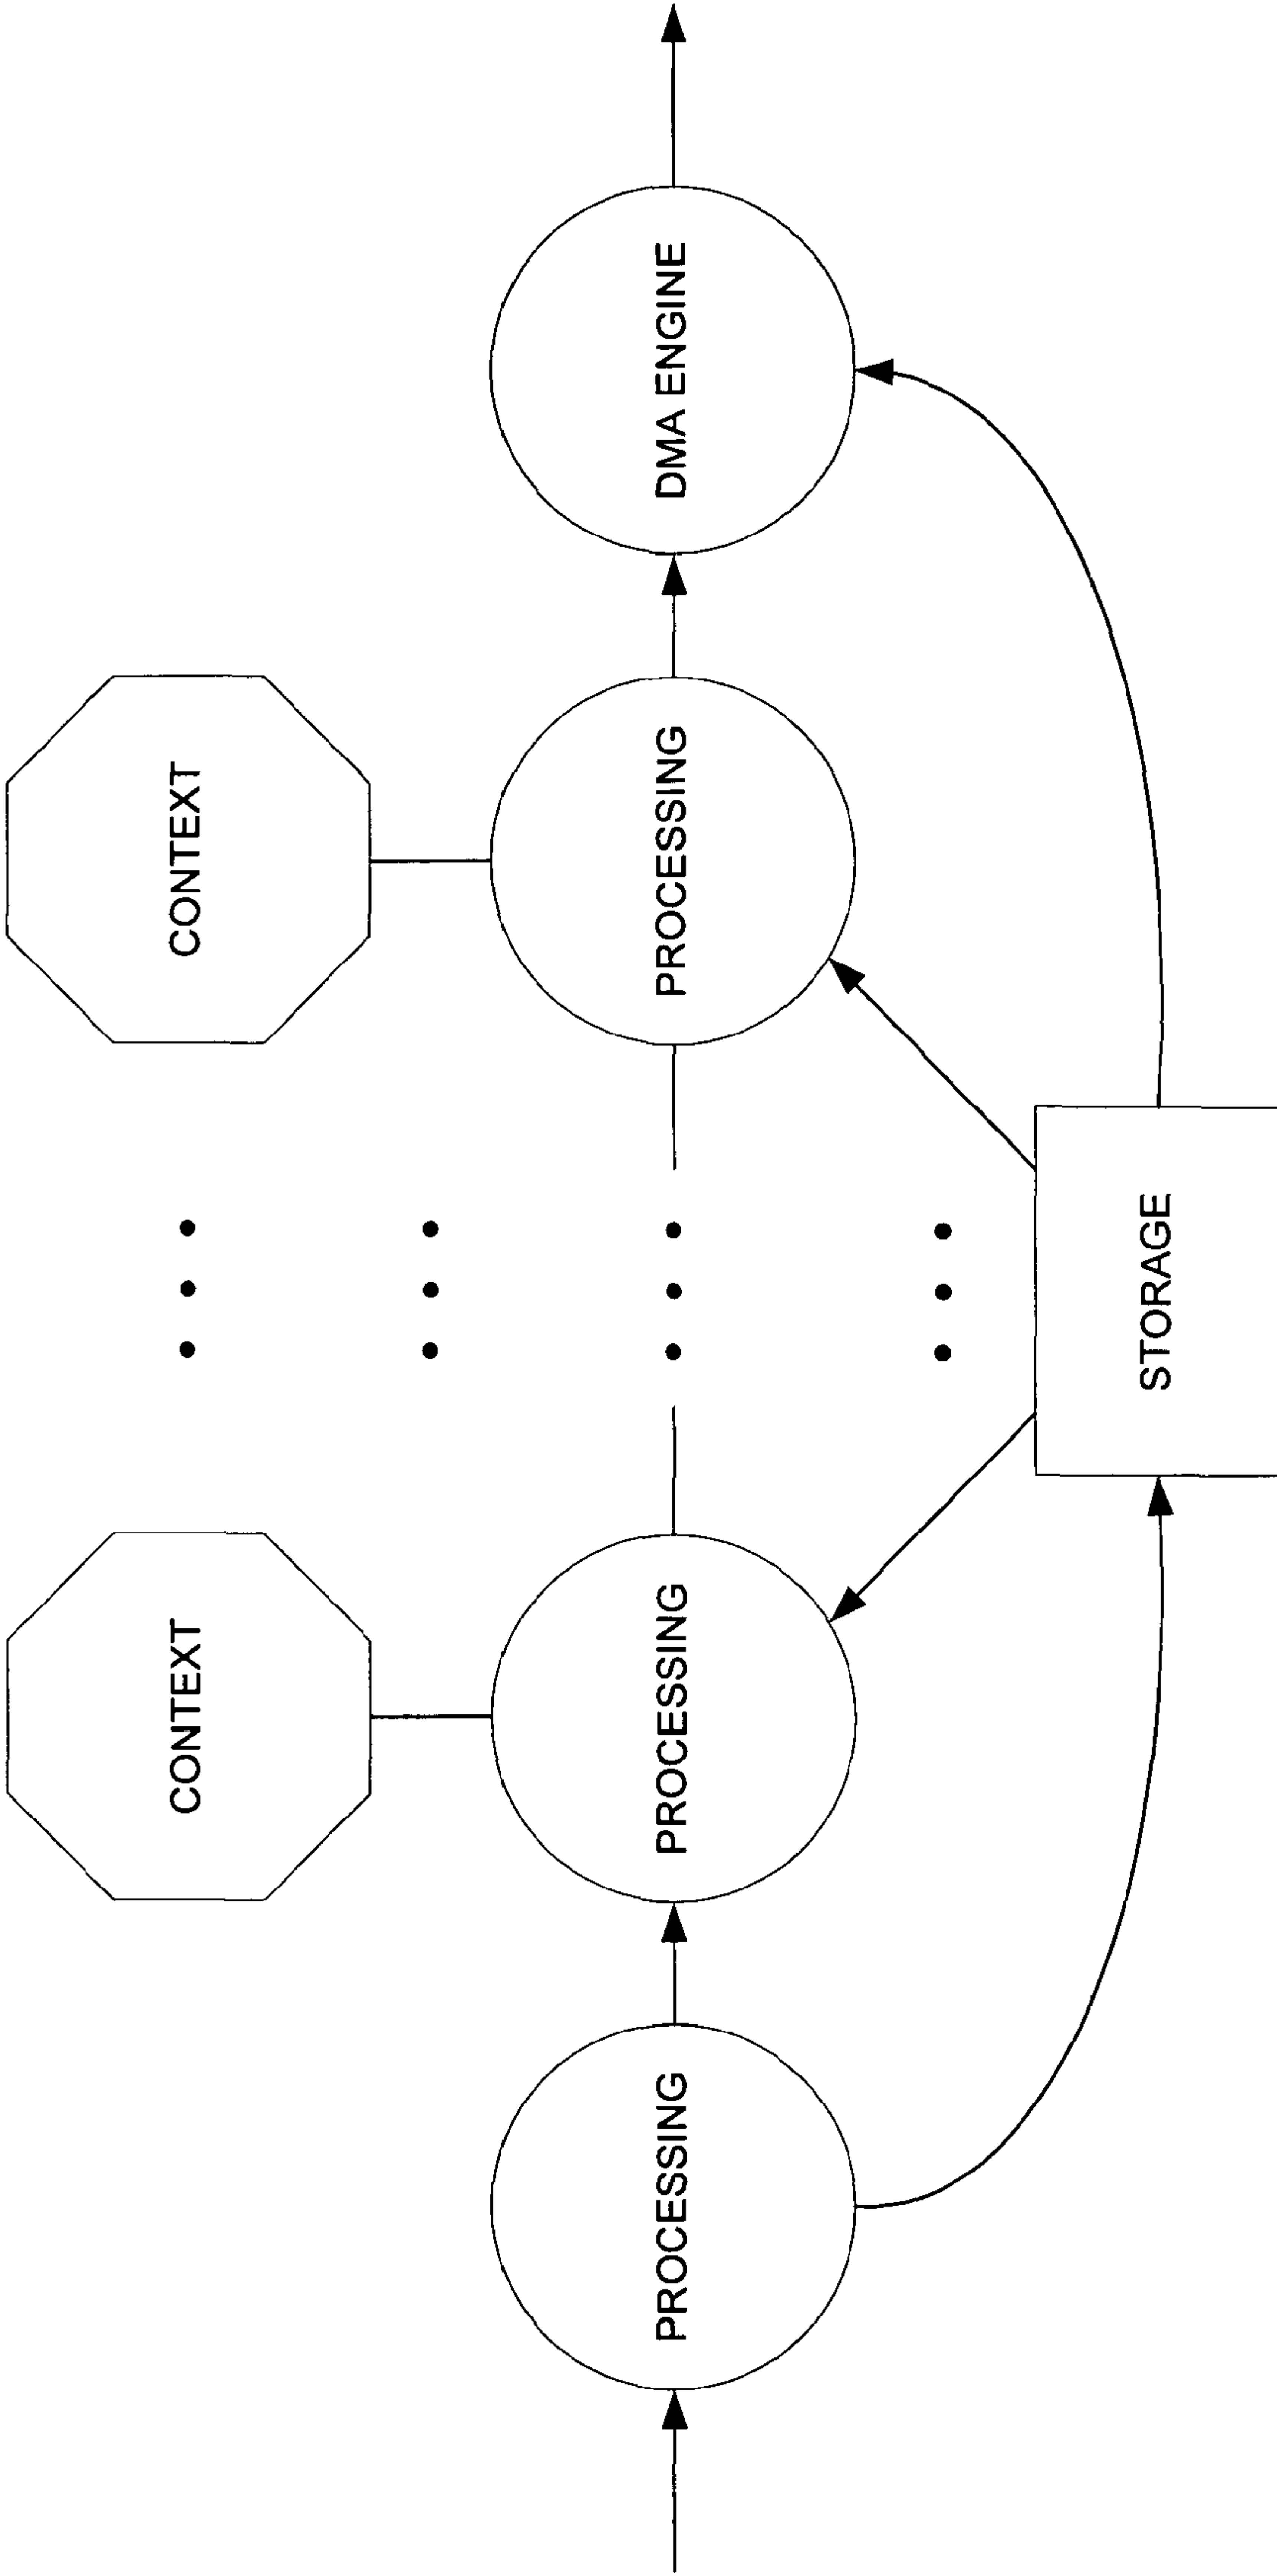 CONTEXT
CONTEXT
PROCESSING
PROCESSING
PROCESSING
DMA ENGINE
STORAGE